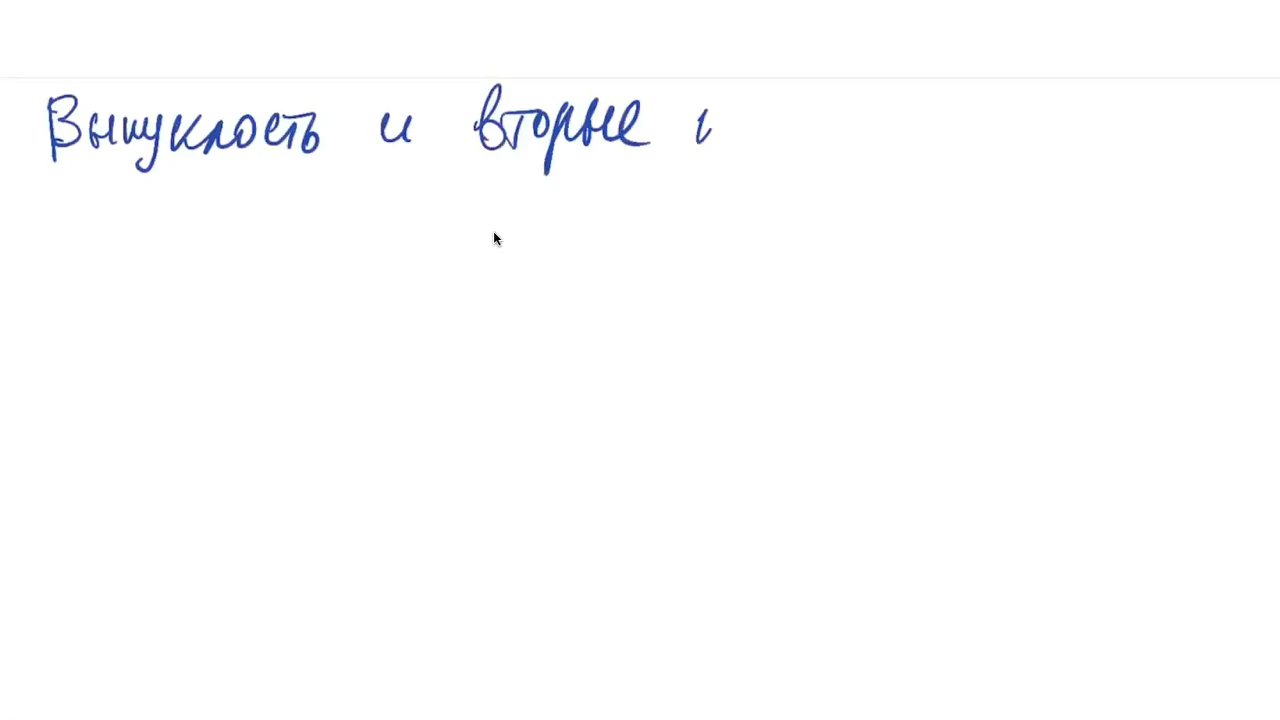 Выпуклость и вторые